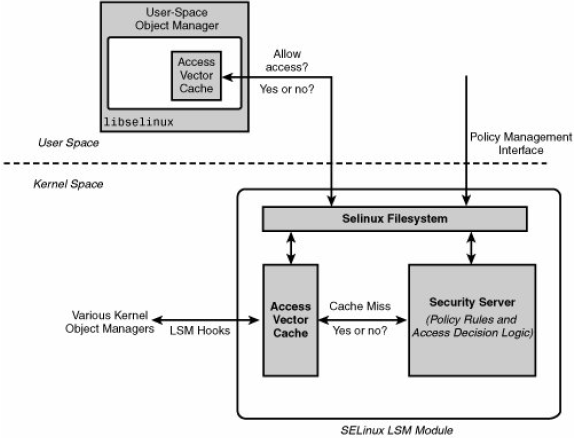 User-Space
Object Manager
Access
Vector
Cache
libselinux
Allow
access?
Yes or no?
User Space
Policy Management
Interface
Kernel Space
Selinux Filesystem
Various Kernel
Object Managers
LSM Hooks
Access
Vector
Cache
Cache Miss
Yes or no?
Security Server
(Policy Rules and
Access Decision Logic)
SELinux LSM Module